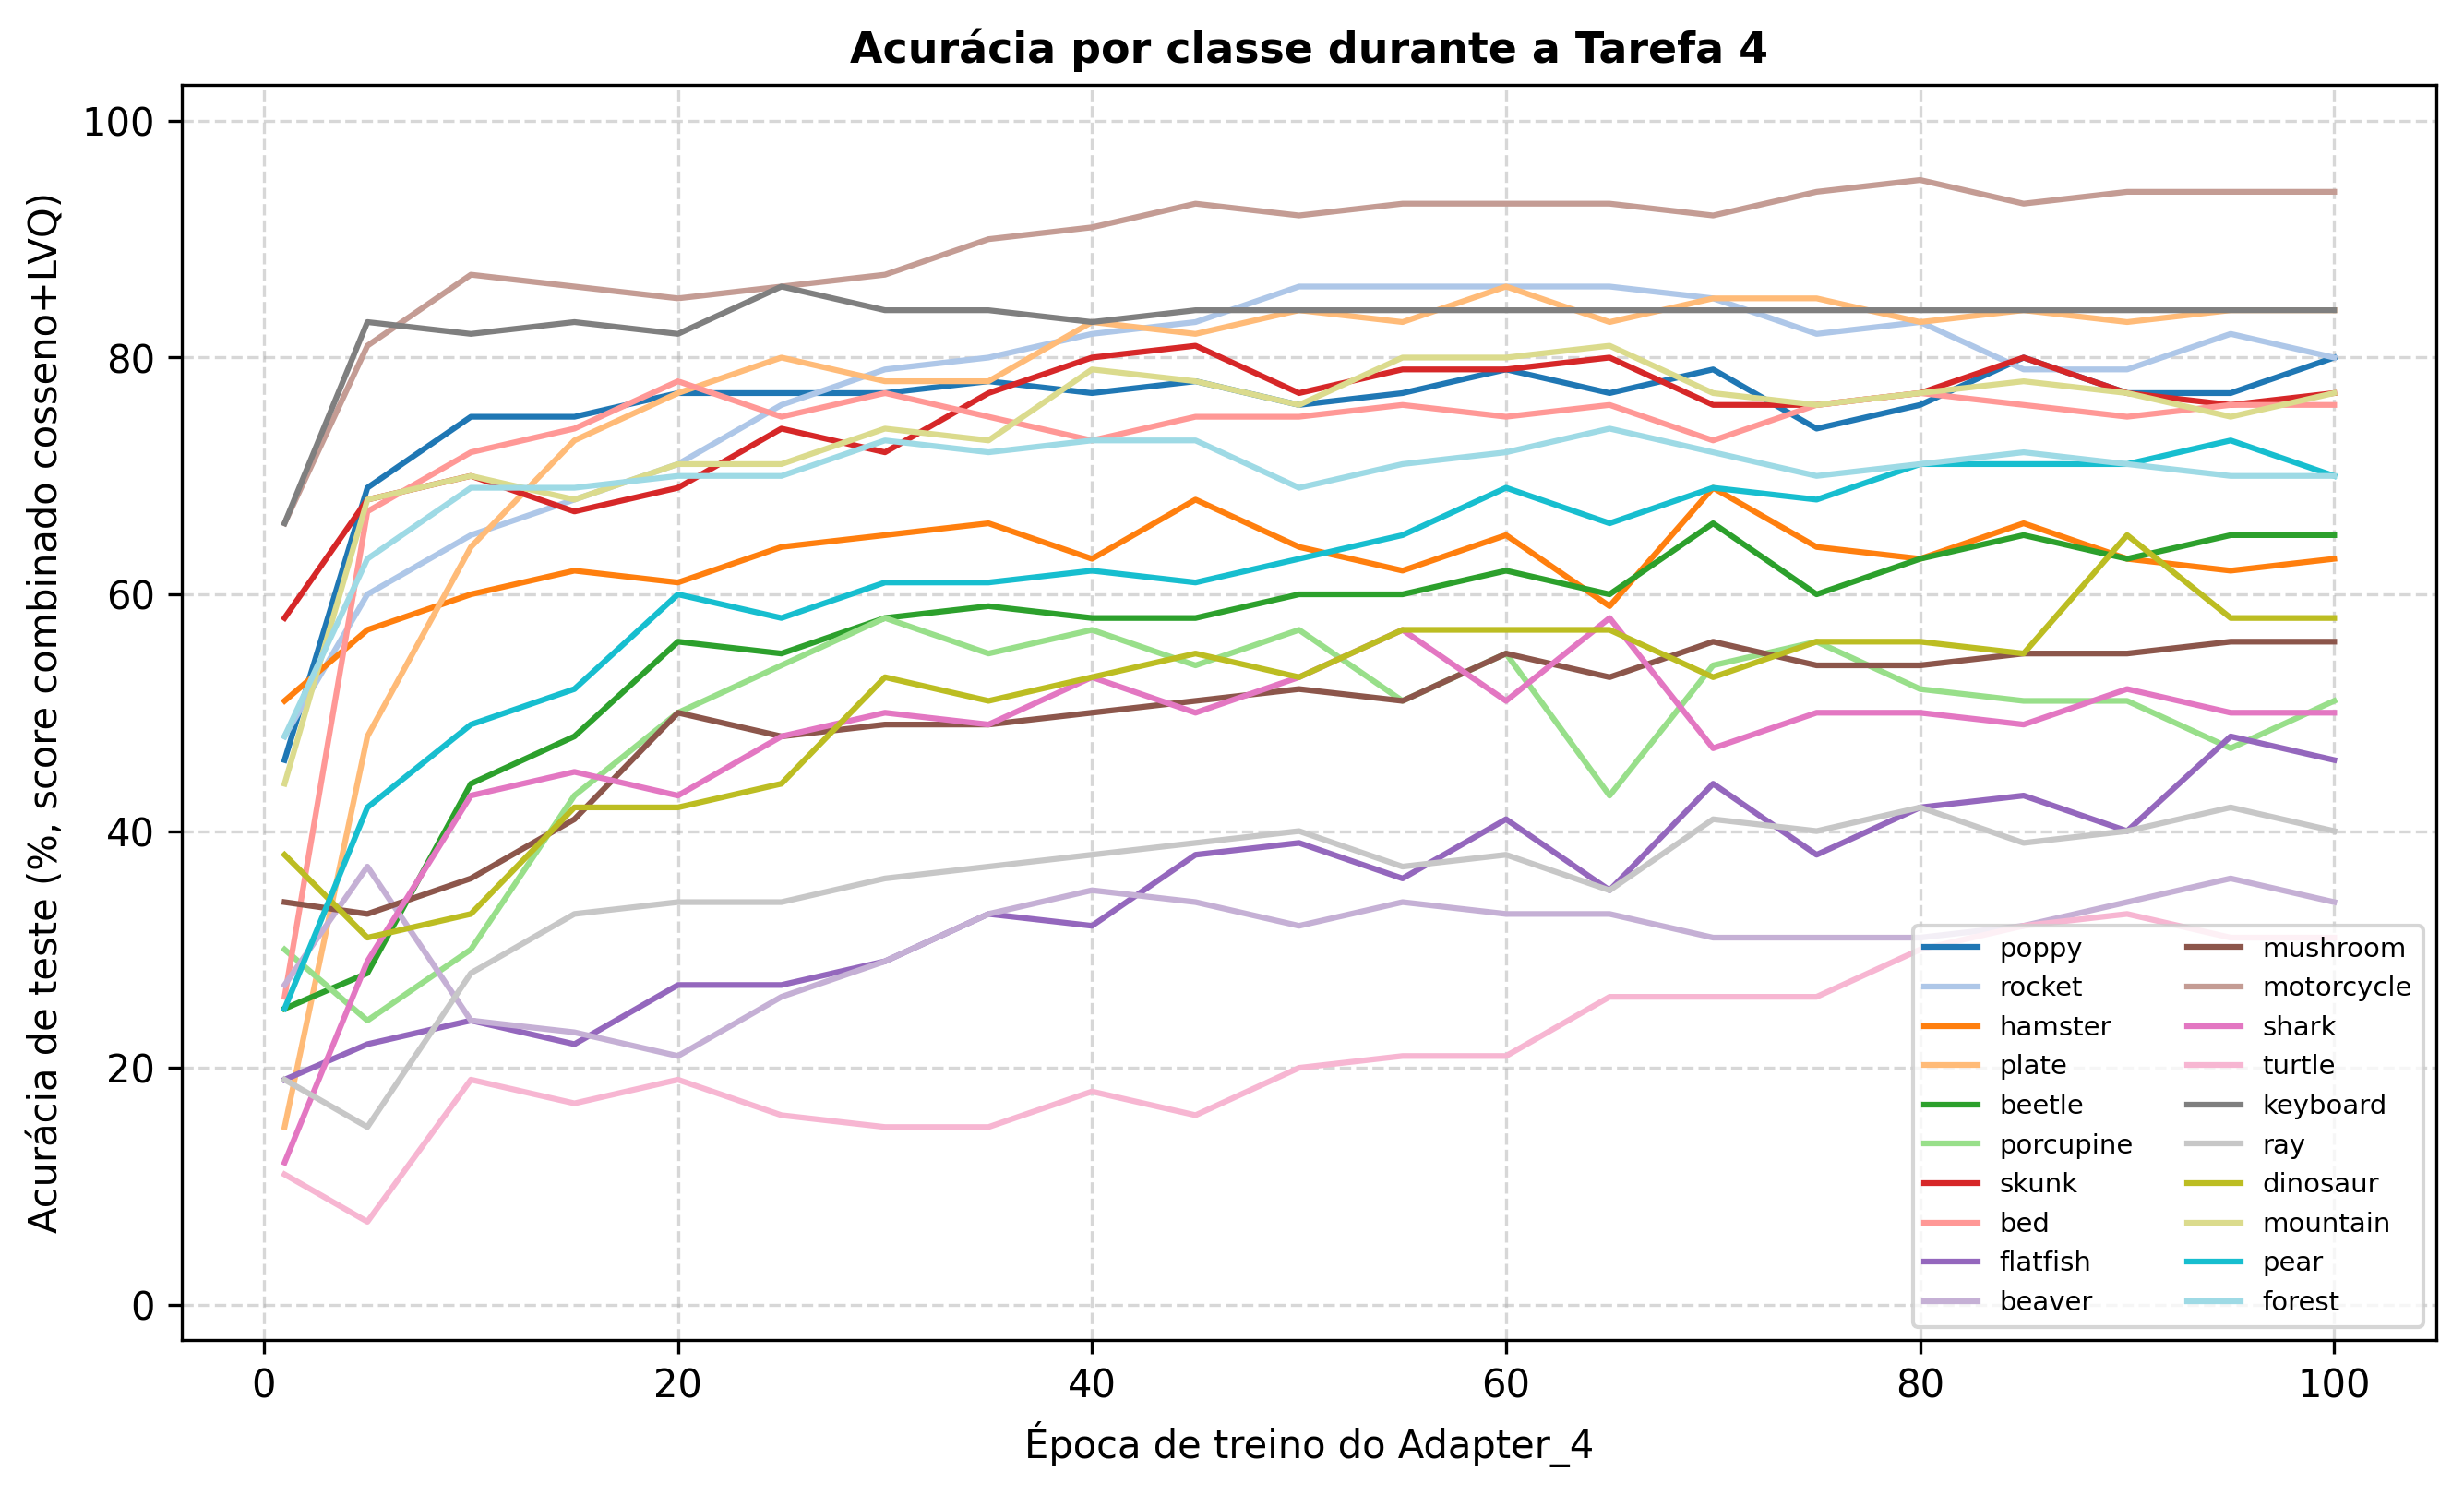 Acurácia por classe durante a Tarefa 4
Acurácia de teste (%, score combinado cosseno+LVQ)
100
80
60
40
20
0
0
20
40
60
80
100
Época de treino do Adapter_4
poppy
rocket
hamster
plate
beetle
porcupine
skunk
bed
flatfish
beaver
mushroom
motorcycle
shark
turtle
keyboard
ray
dinosaur
mountain
pear
forest